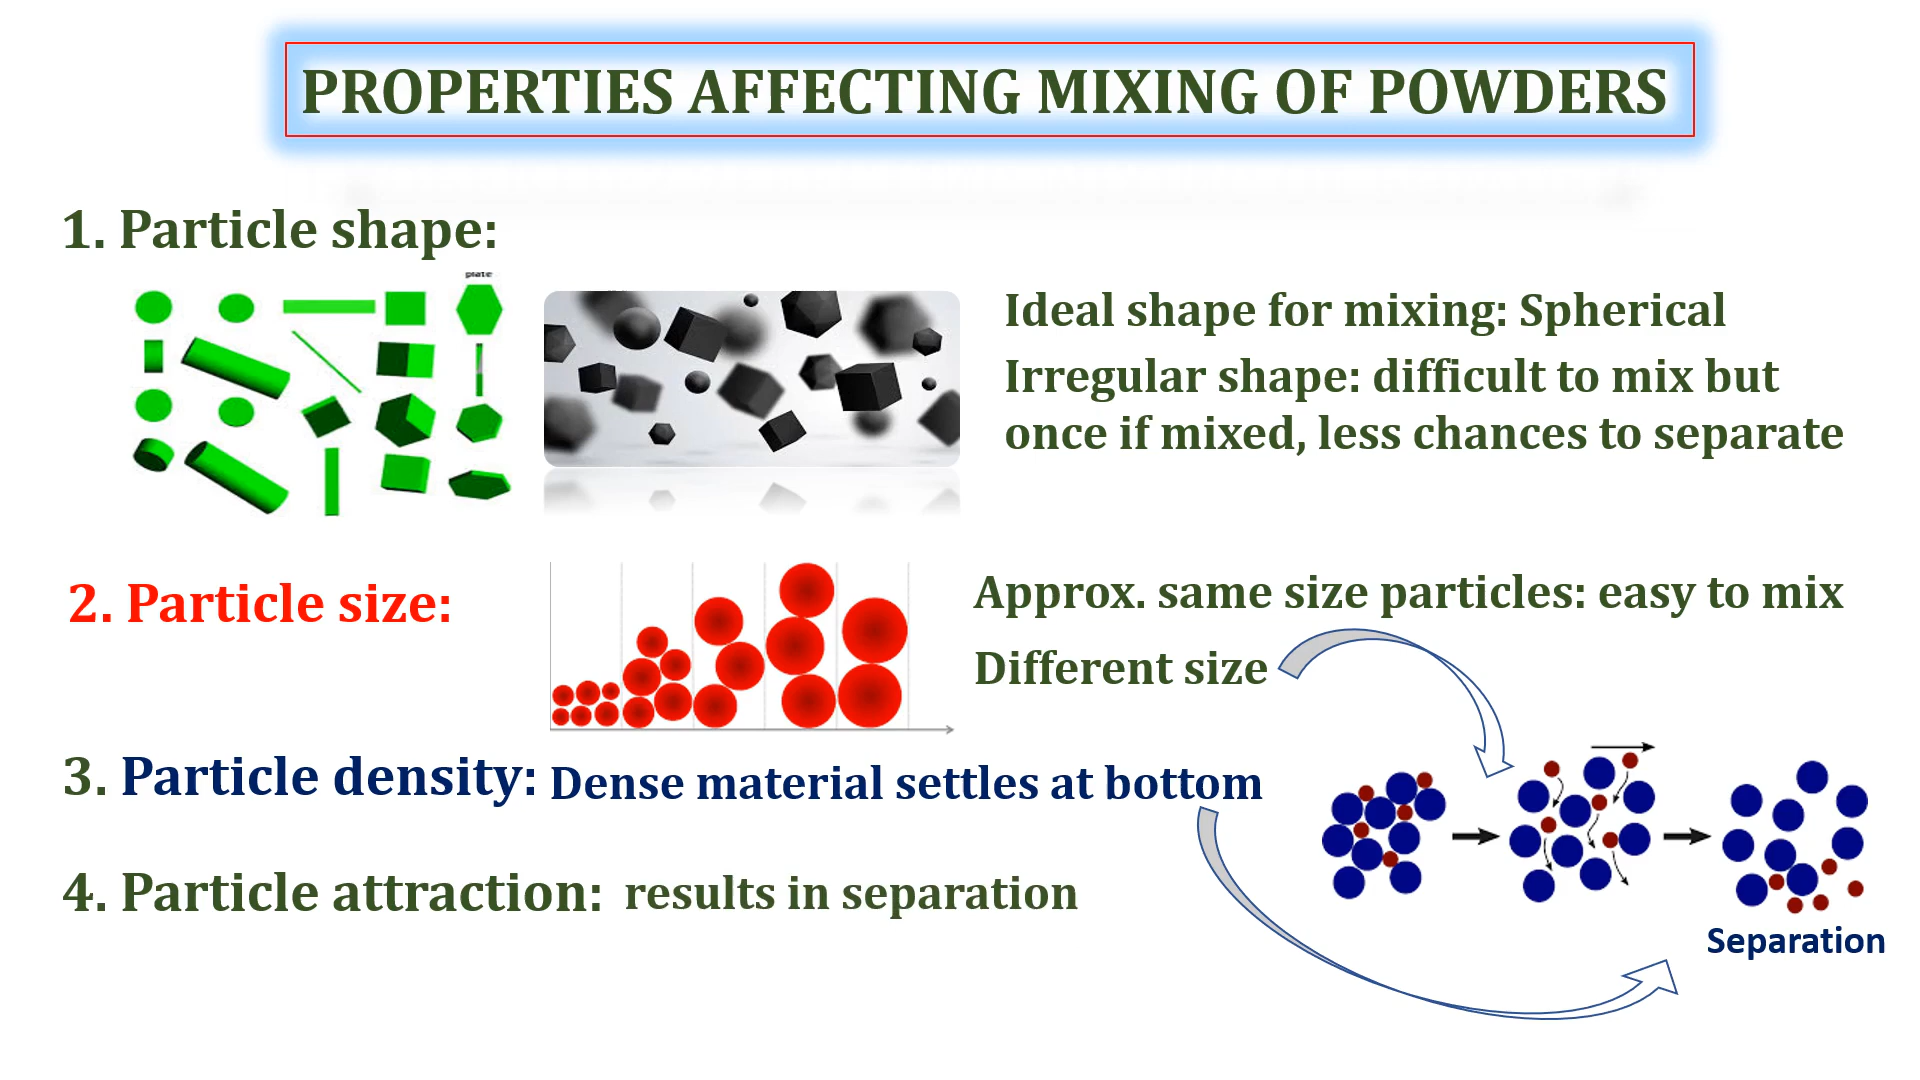 PROPERTIES AFFECTING MIXING OF POWDERS
1. Particle shape:
plate
Ideal shape for mixing: Spherical
Irregular shape: difficult to mix but
once if mixed, less chances to separate
2. Particle size:
Approx. same size particles: easy to mix
Different size
3. Particle density: Dense material settles at bottom
4. Particle attraction: results in separation
Separation